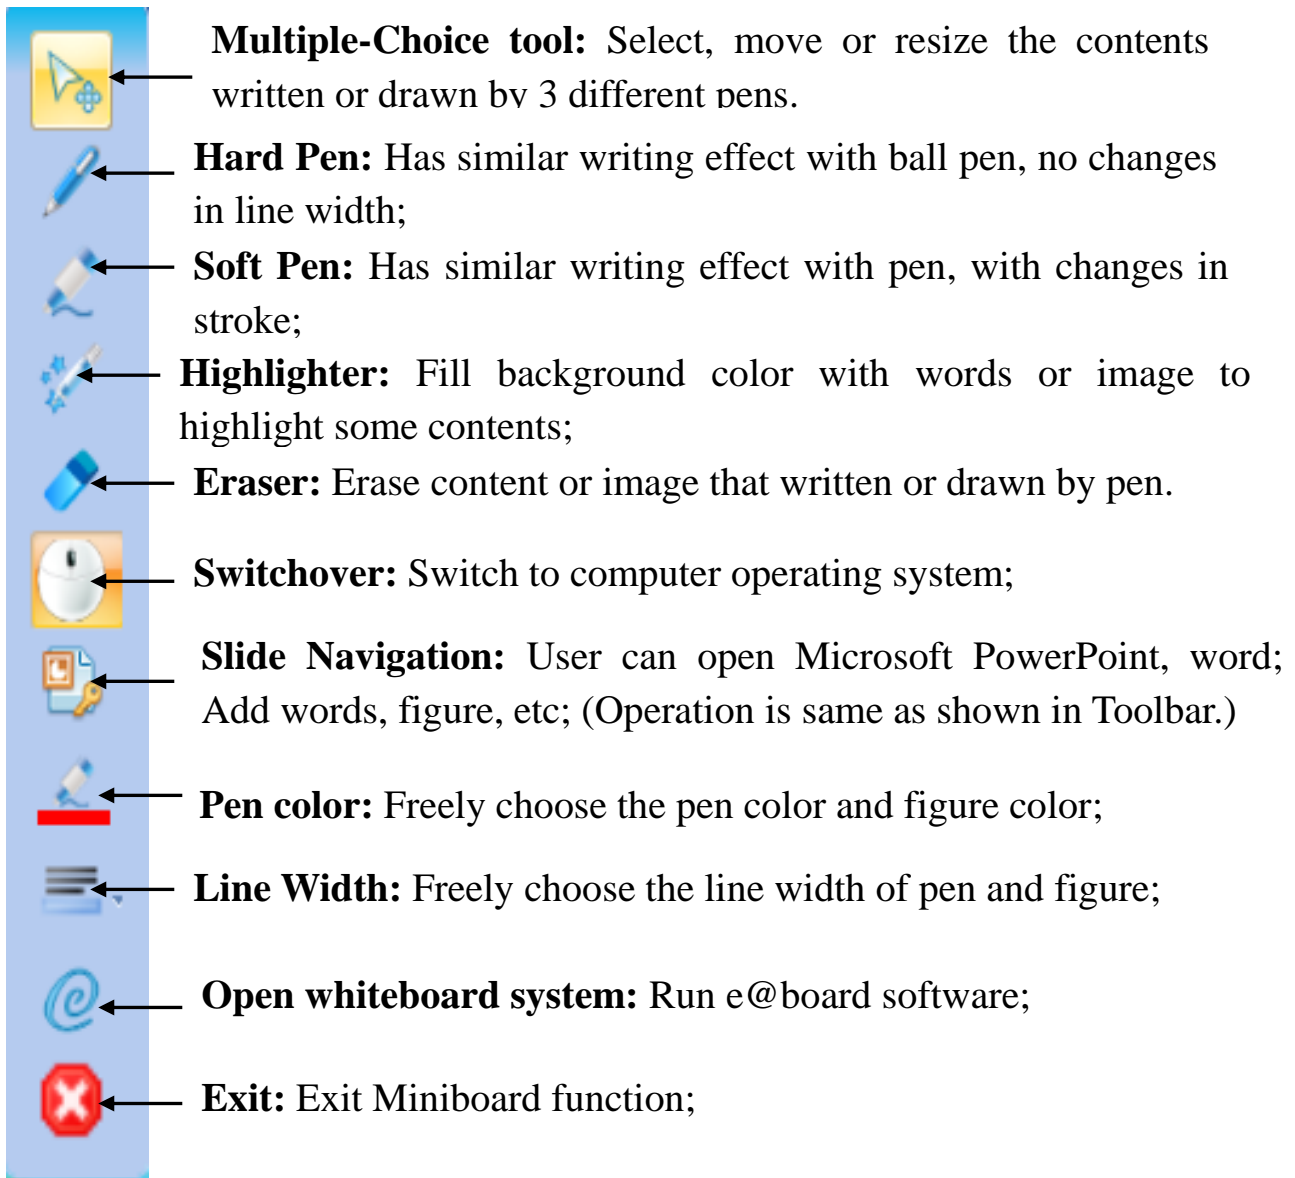 Multiple-Choice tool: Select, move or resize the contents
written or drawn by 3 different pens.
Hard Pen: Has similar writing effect with ball pen, no changes
in line width;
Soft Pen: Has similar writing effect with pen, with changes in
stroke;
Highlighter: Fill background color with words or image to
highlight some contents;
Eraser: Erase content or image that written or drawn by pen.
Switchover: Switch to computer operating system;
Slide Navigation: User can open Microsoft PowerPoint, word;
Add words, figure, etc; (Operation is same as shown in Toolbar.)
Pen color: Freely choose the pen color and figure color;
Line Width: Freely choose the line width of pen and figure;
Open whiteboard system: Run e@board software;
Exit: Exit Miniboard function;